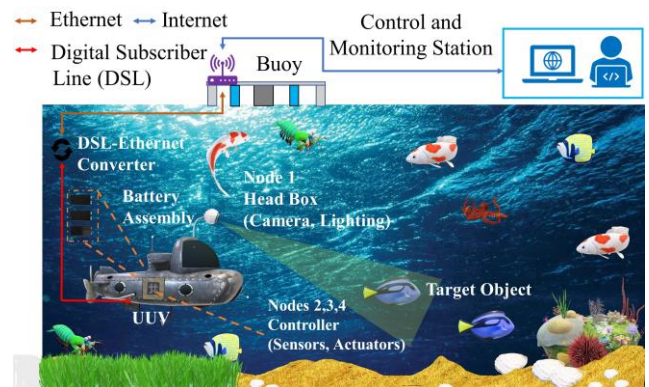 Ethernet
Internet
Digital Subscriber
Line (DSL)
Buoy
Control and
Monitoring Station
</>
DSL-Ethernet
Converter
Battery
Assembly
Node 1
Head Box
(Camera, Lighting)
Target Object
UUV
Nodes 2,3,4
Controller
(Sensors, Actuators)